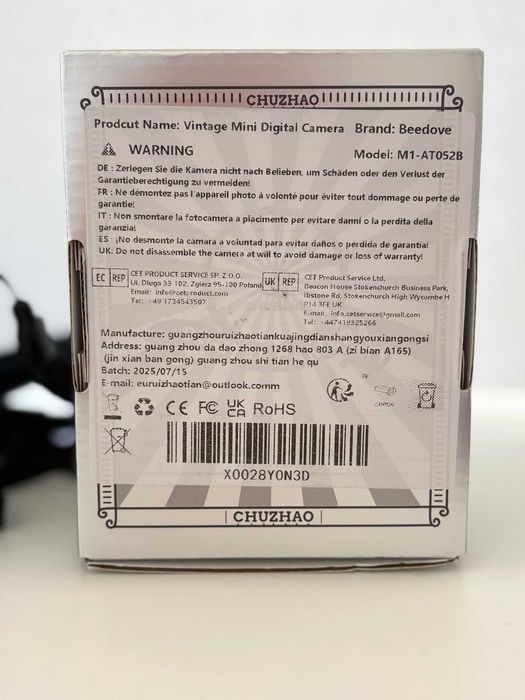 CHUZHAO
Prodcut Name: Vintage Mini Digital Camera Brand: Beedove
WARNING
Model: M1-AT052B
DE : Zerlegen Sie die Kamera nicht nach Belieben, um Schäden oder den Verlust der
Garantieberechtigung zu vermeiden!
FR : Ne démontez pas l'appareil photo à volonté pour éviter tout dommage ou perte de
garantie!
IT : Non smontare la fotocamera a piacimento per evitare danni o la perdita della
garanzia!
ES : ¡No desmonte la cámara a voluntad para evitar daños o pérdida de garantía!
UK: Do not disassemble the camera at will to avoid damage or loss of warranty!
EC REP
CET PRODUCT SERVICE SP. Z O.O.
Ul. Dluga 33 102, Zgierz 95-100 Poland
Email: info@cetproduct.com
Tel: +49 1734543507
UK REP
CET Product Service Ltd.
Beacon House Stokenchurch Business Park,
Ibstone Rd, Stokenchurch High Wycombe H
P14 3FE UK
Email: info.cetservice@gmail.com
Tel: +447419325266
Manufacture: guangzhouruizhaotiankuajingdianshangyouxiangongsi
Address: guang zhou da dao zhong 1268 hao 803 A (zi bian A165)
(jin xian ban gong) guang zhou shi tian he qu
Batch: 2025/07/15
E-mail: euruizhaotian@outlook.comm
CE FC UK CA RoHS
FR
CARTON
X0028Y0N3D
CHUZHAO